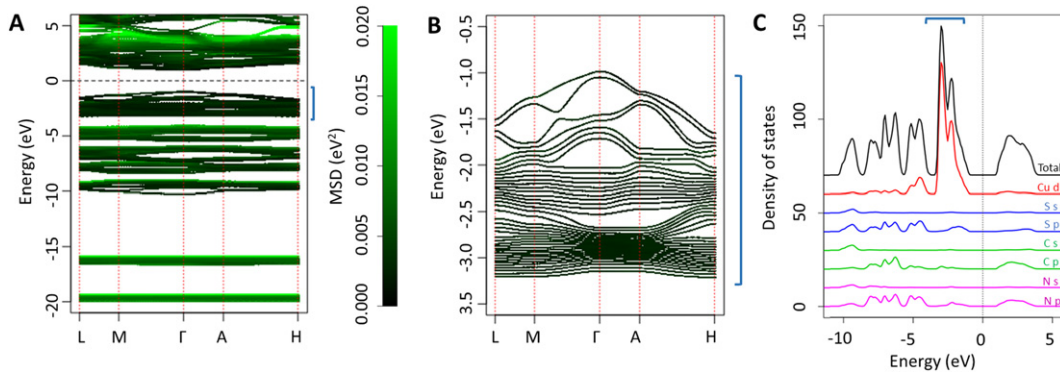 A
Energy (eV)
5
0
-5
-10
-15
-20
L M Γ A H
MSD (eV²)
0.020
0.015
0.010
0.005
0.000
B
Energy (eV)
-1.0
-1.5
-2.0
-2.5
-3.0
3.5
L M Γ A H
C
Density of states
150
100
50
0
Total
Cu d
S s
S p
C s
C p
N s
N p
-10 -5 0 5
Energy (eV)